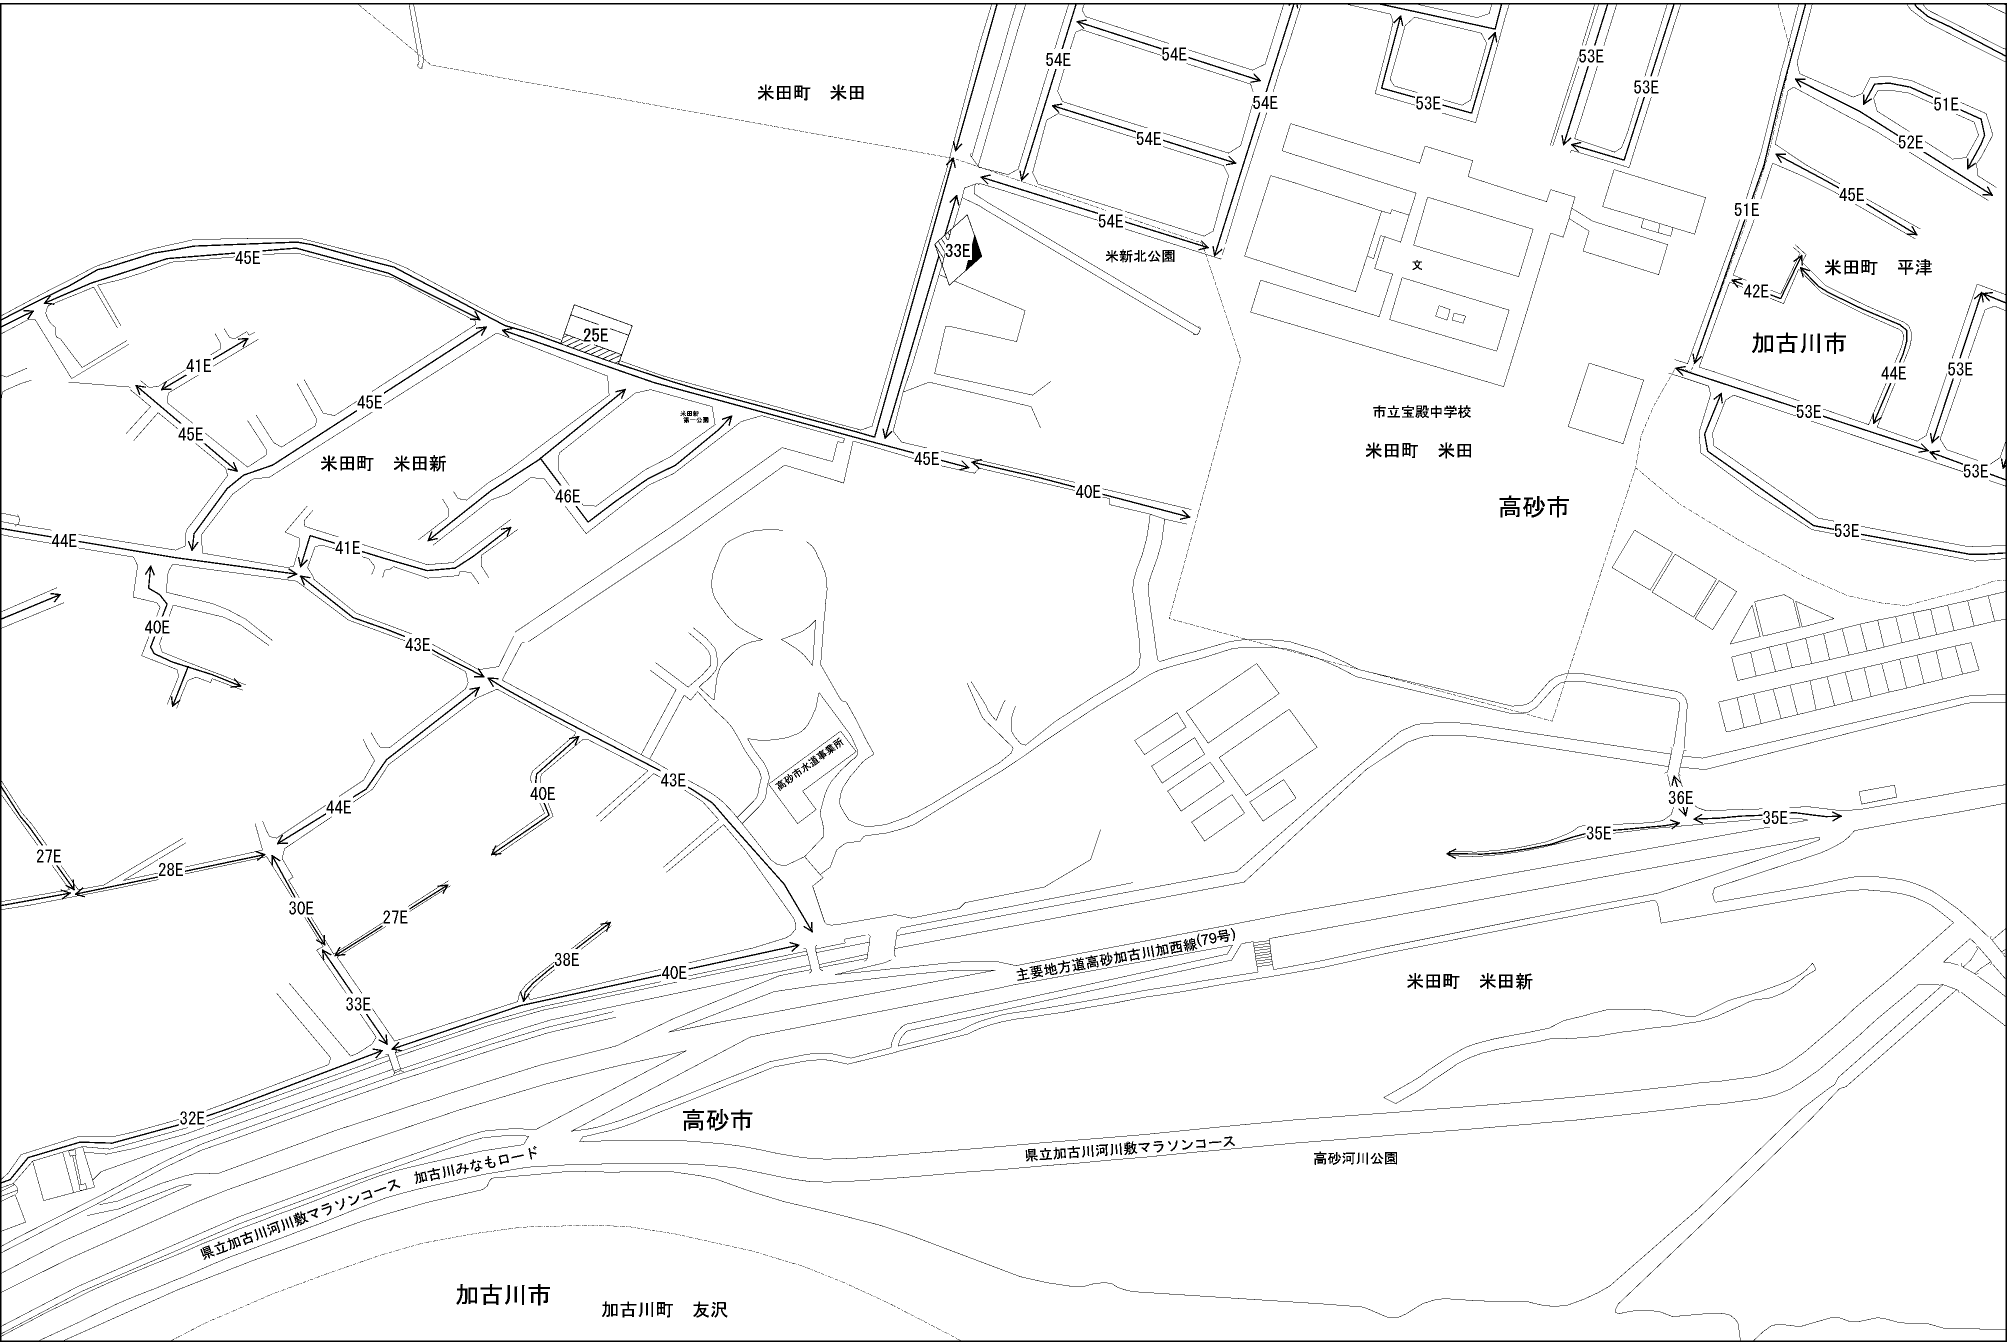 54E
54E
53E
53E
米田町　米田
54E
53E
51E
54E
52E
45E
54E
51E
33E
米新北公園
文
米田町　平津
45E
42E
25E
加古川市
41E
44E
53E
45E
米田新
第一公園
市立宝殿中学校
53E
45E
米田町　米田新
米田町　米田
45E
53E
40E
46E
高砂市
53E
44E
41E
40E
43E
高砂市水道事業所
43E
40E
36E
44E
35E
35E
27E
28E
30E
27E
主要地方道高砂加古川加西線(79号)
38E
40E
米田町　米田新
33E
32E
高砂市
県立加古川河川敷マラソンコース
高砂河川公園
県立加古川河川敷マラソンコース　加古川みなもロード
加古川市
加古川町　友沢